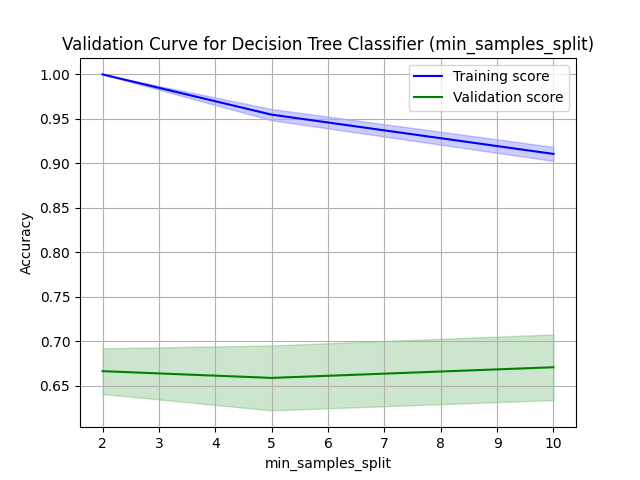 Validation Curve for Decision Tree Classifier (min_samples_split)
Training score
Validation score
1.00
0.95
0.90
0.85
0.80
0.75
0.70
0.65
Accuracy
2 3 4 5 6 7 8 9 10
min_samples_split